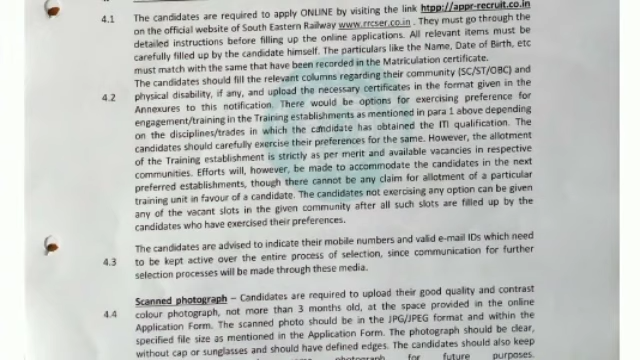 4.1 The candidates are required to apply ONLINE by visiting the link htpp://appr-recruit.co.in
on the official website of South Eastern Railway www.rrcser.co.in . They must go through the
detailed instructions before filling up the online applications. All relevant items must be
carefully filled up by the candidate himself. The particulars like the Name, Date of Birth, etc
must match with the same that have been recorded in the Matriculation certificate.
The candidates should fill the relevant columns regarding their community (SC/ST/OBC) and
4.2 physical disability, if any, and upload the necessary certificates in the format given in the
Annexures to this notification. There would be options for exercising preference for
engagement/training in the Training establishments as mentioned in para 1 above depending
on the disciplines/trades in which the candidate has obtained the ITI qualification. The
candidates should carefully exercise their preferences for the same. However, the allotment
of the Training establishment is strictly as per merit and available vacancies in respective
communities. Efforts will, however, be made to accommodate the candidates in the next
preferred establishments, though there cannot be any claim for allotment of a particular
training unit in favour of a candidate. The candidates not exercising any option can be given
any of the vacant slots in the given community after all such slots are filled up by the
candidates who have exercised their preferences.
The candidates are advised to indicate their mobile numbers and valid e-mail IDs which need
4.3 to be kept active over the entire process of selection, since communication for further
selection processes will be made through these media.
Scanned photograph – Candidates are required to upload their good quality and contrast
4.4 colour photograph, not more than 3 months old, at the space provided in the online
Application Form. The scanned photo should be in the JPG/JPEG format and within the
specified file size as mentioned in the Application Form. The photograph should be clear,
without cap or sunglasses and should have defined edges. The candidates should also keep
photograph for future purposes.